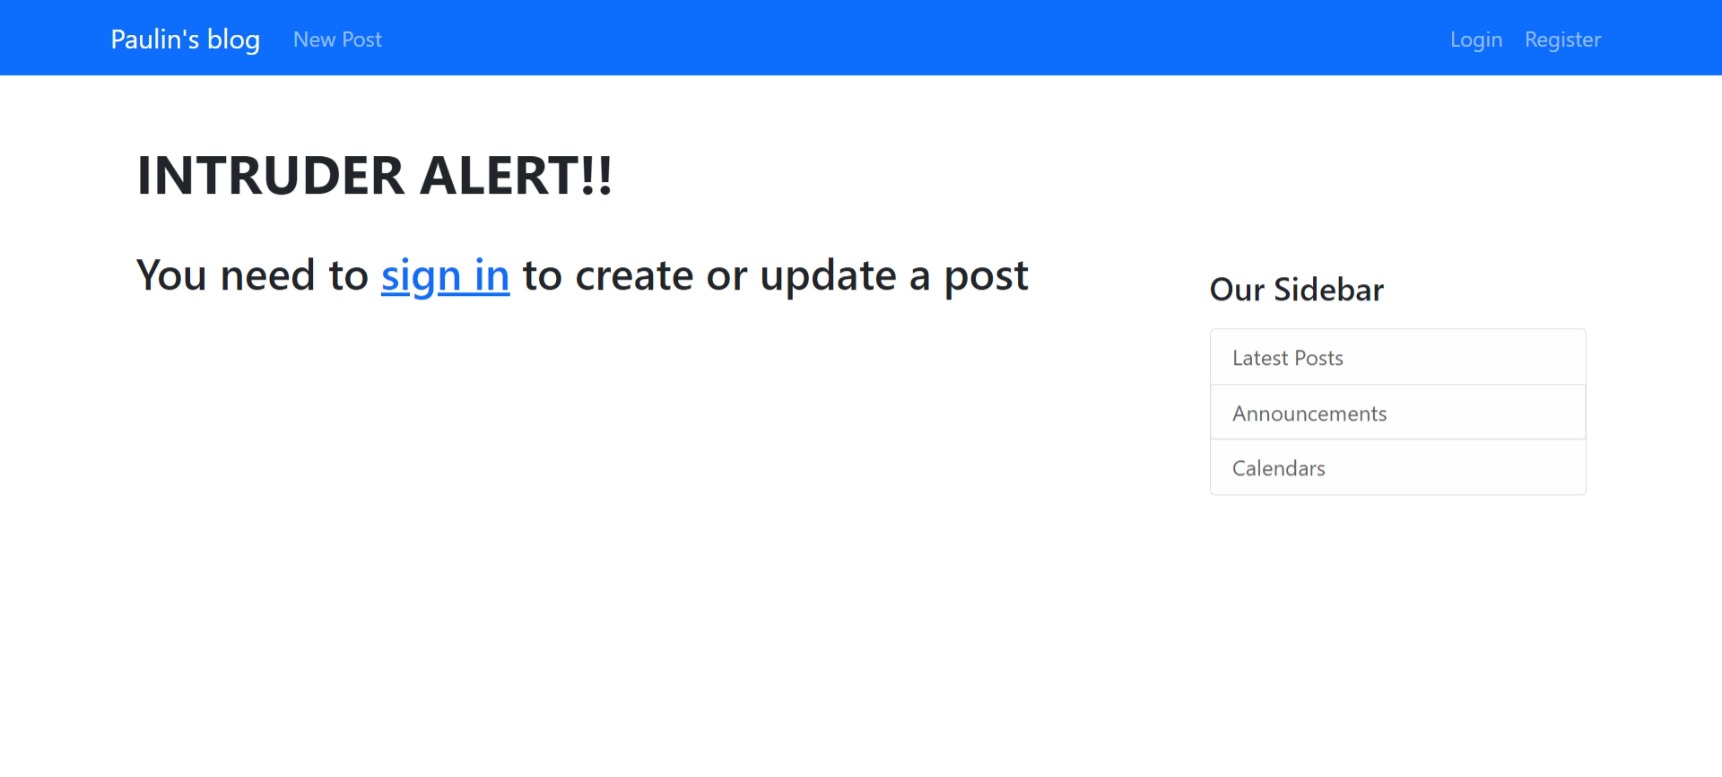 Paulin's blog New Post Login Register
INTRUDER ALERT!!
You need to sign in to create or update a post
Our Sidebar
Latest Posts
Announcements
Calendars